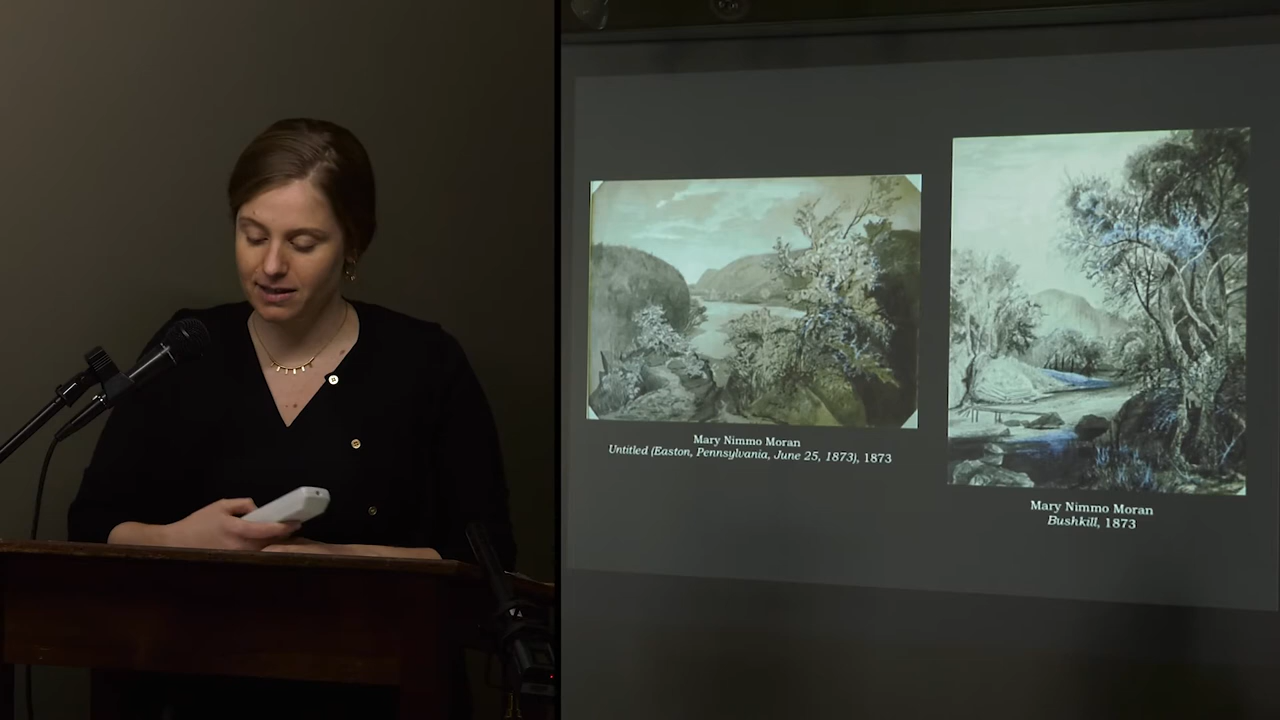 Mary Nimmo Moran
Untitled (Easton, Pennsylvania, June 25, 1873), 1873
Mary Nimmo Moran
Bushkill, 1873